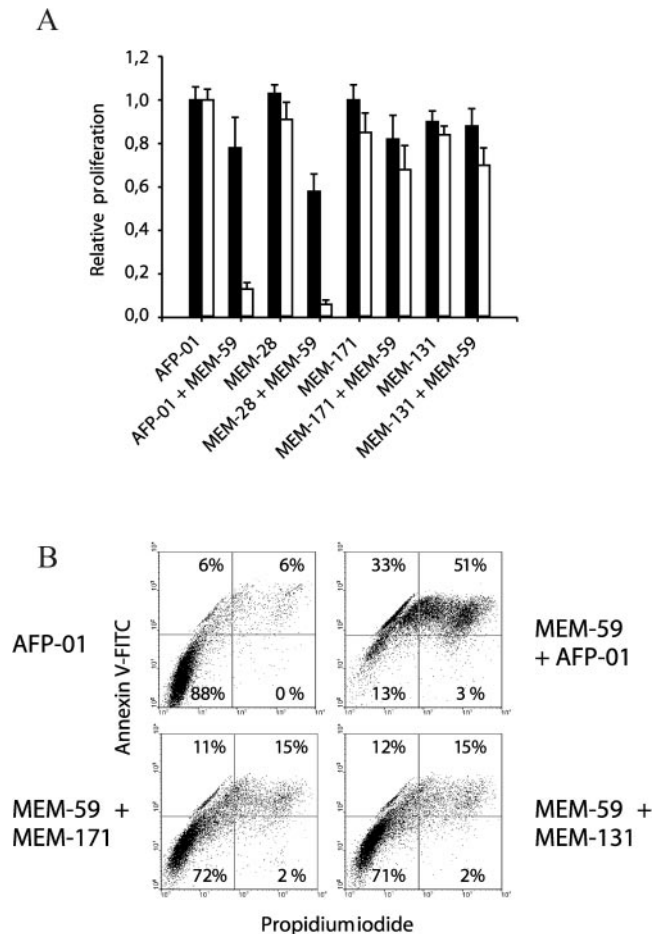 A
1,2
1,0
0,8
0,6
0,4
0,2
0,0
Relative proliferation
AFP-01
AFP-01 + MEM-59
MEM-28
MEM-28 + MEM-59
MEM-171
MEM-171 + MEM-59
MEM-131
MEM-131 + MEM-59
B
AFP-01
6% 6%
88% 0 %
33% 51%
13% 3 %
MEM-59
+ AFP-01
Annexin V-FITC
MEM-59 +
MEM-171
11% 15%
72% 2 %
12% 15%
71% 2%
MEM-59 +
MEM-131
Propidiumiodide